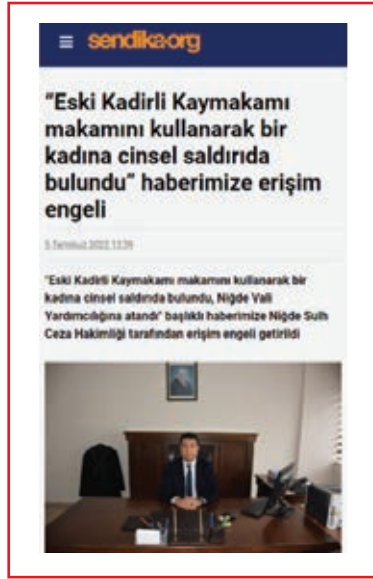 sendika.org
"Eski Kadirli Kaymakamı
makamını kullanarak bir
kadına cinsel saldırıda
bulundu" haberimize erişim
engeli
5 Temmuz 2022 13:39
"Eski Kadirli Kaymakamı makamını kullanarak bir
kadına cinsel saldırıda bulundu, Niğde Vali
Yardımcılığına atandı" başlıklı haberimize Niğde Sulh
Ceza Hakimliği tarafından erişim engeli getirildi